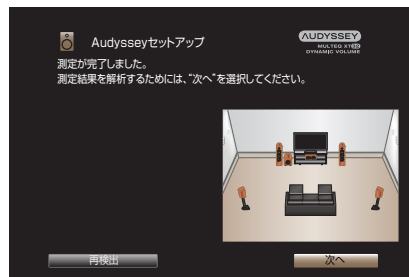 Audysseyセットアップ
AUDYSSEY
MULTEQ XT32
DYNAMIC VOLUME
測定が完了しました。
測定結果を解析するためには、“次へ”を選択してください。
再検出
次へ